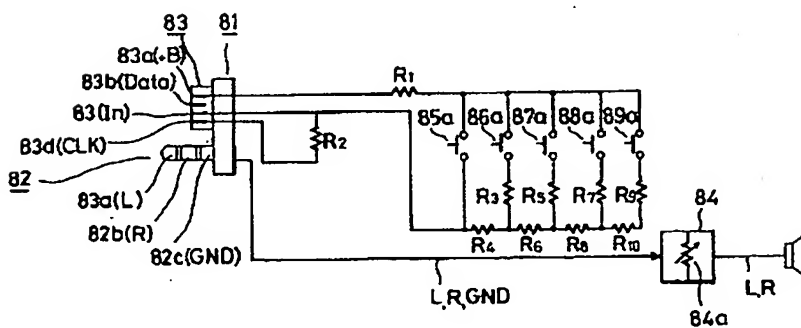 83
81
83a(+B)
83b(Data)
83(In)
83d(CLK)
82
83a(L)
82b(R)
82c(GND)
R1
R2
85a
86a
87a
88a
89a
R3
R5
R7
R9
R4
R6
R8
R10
84
L,R,GND
L,R
84a